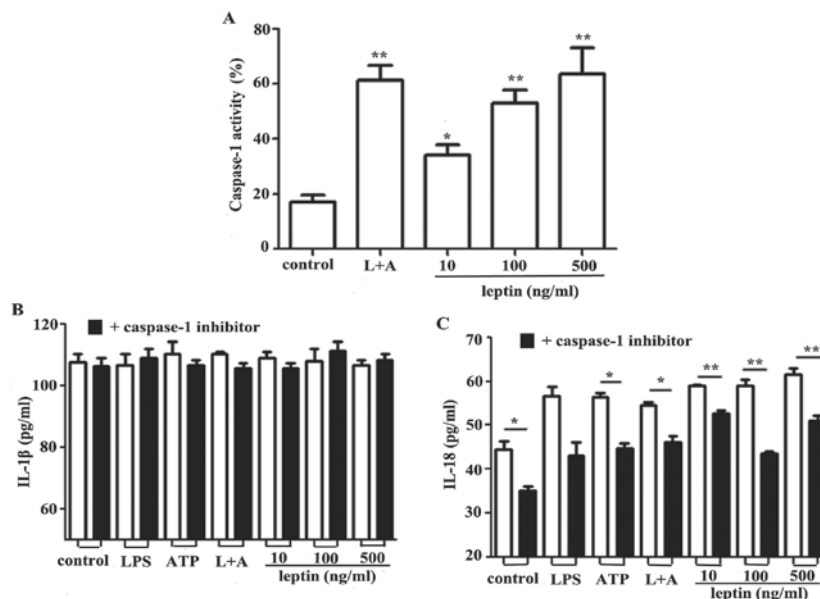 A
Caspase-1 activity (%)
80
60
40
20
0
**
*
**
**
control L+A 10 100 500
leptin (ng/ml)
B
+ caspase-1 inhibitor
IL-1β (pg/ml)
120
100
80
60
control LPS ATP L+A 10 100 500
leptin (ng/ml)
C
+ caspase-1 inhibitor
IL-18 (pg/ml)
70
60
50
40
30
20
*
*
*
**
**
**
control LPS ATP L+A 10 100 500
leptin (ng/ml)